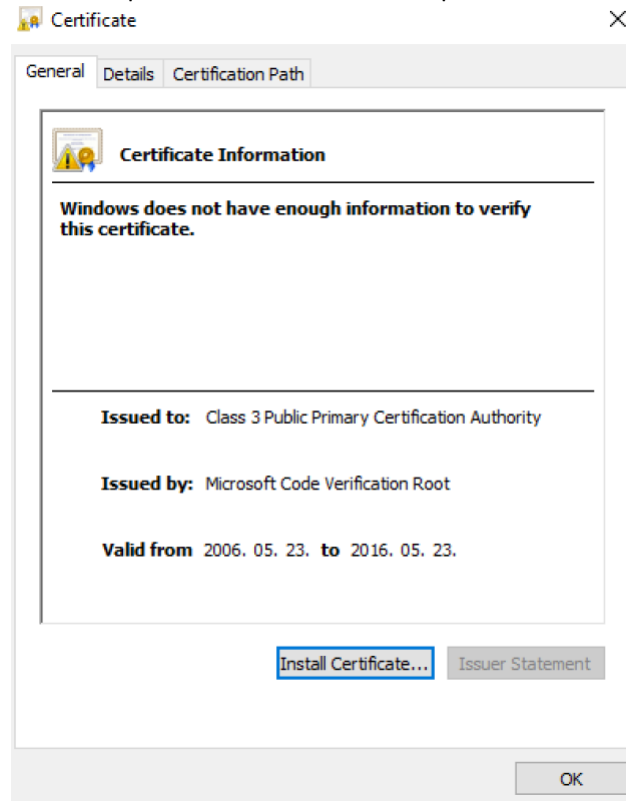 Certificate
General Details Certification Path
Certificate Information
Windows does not have enough information to verify
this certificate.
Issued to: Class 3 Public Primary Certification Authority
Issued by: Microsoft Code Verification Root
Valid from 2006. 05. 23. to 2016. 05. 23.
Install Certificate... Issuer Statement
OK